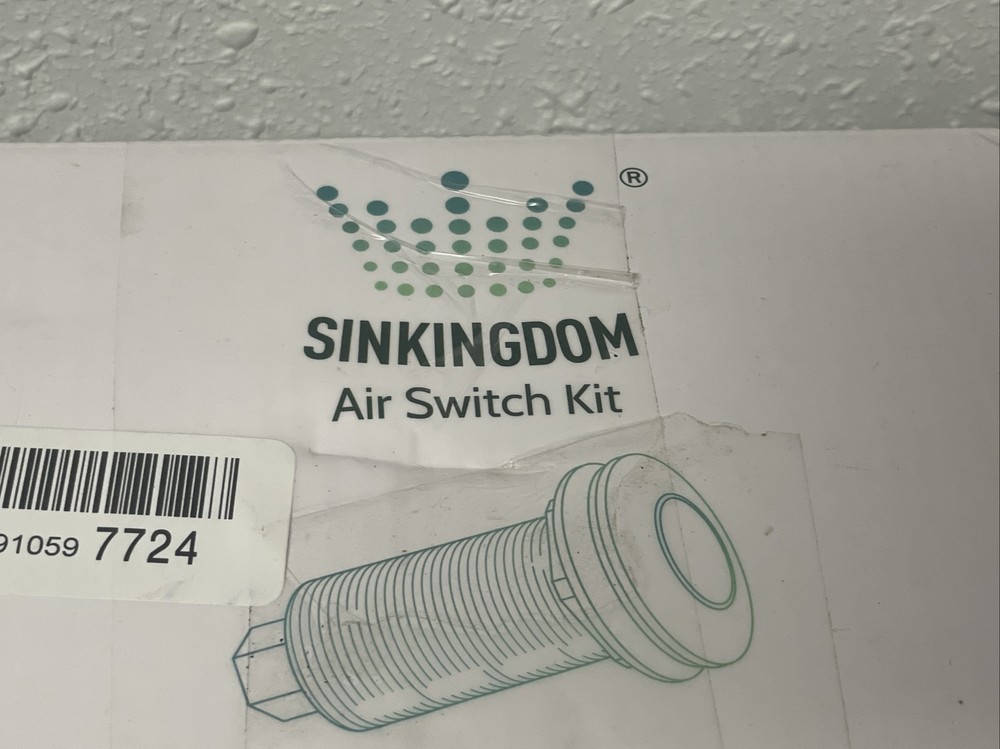 ®
SINKINGDOM
Air Switch Kit
91059 7724